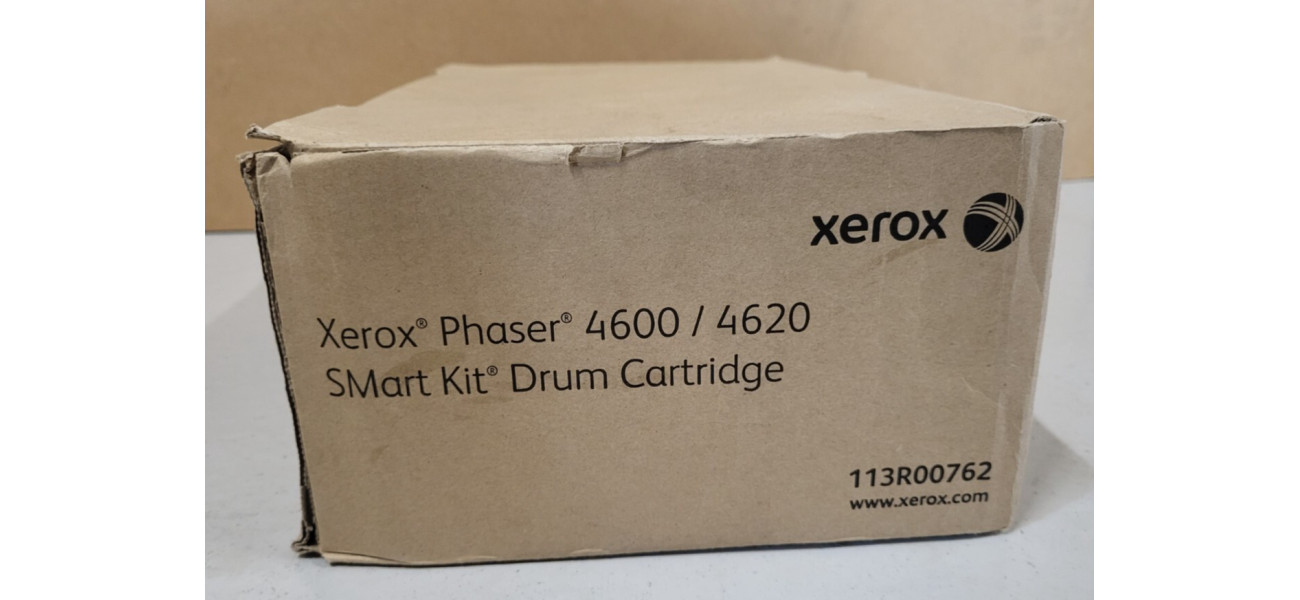 xerox
Xerox® Phaser® 4600 / 4620
SMart Kit® Drum Cartridge
113R00762
www.xerox.com